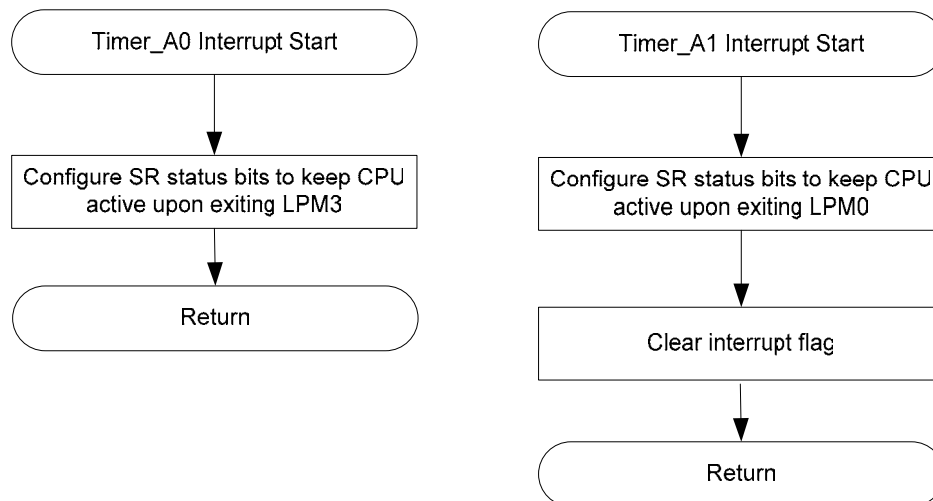 Timer_A0 Interrupt Start
Configure SR status bits to keep CPU
active upon exiting LPM3
Return
Timer_A1 Interrupt Start
Configure SR status bits to keep CPU
active upon exiting LPM0
Clear interrupt flag
Return